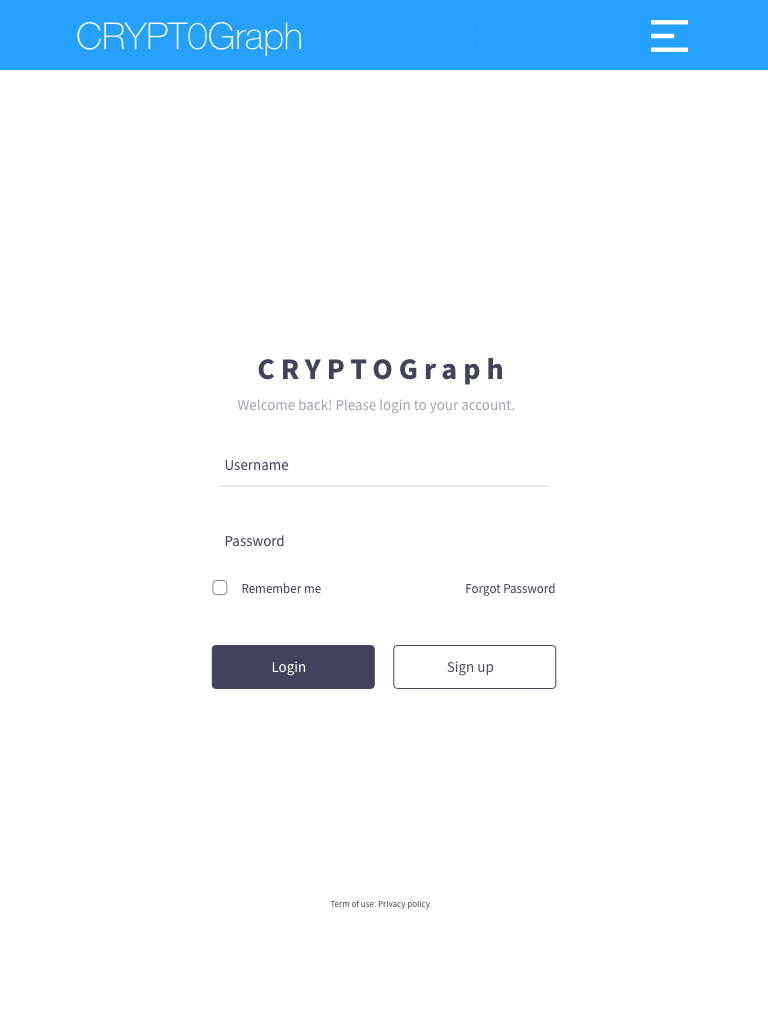 CRYPT0Graph
CRYPTOGraph
Welcome back! Please login to your account.
Username
Password
Remember me Forgot Password
Login Sign up
Term of use. Privacy policy